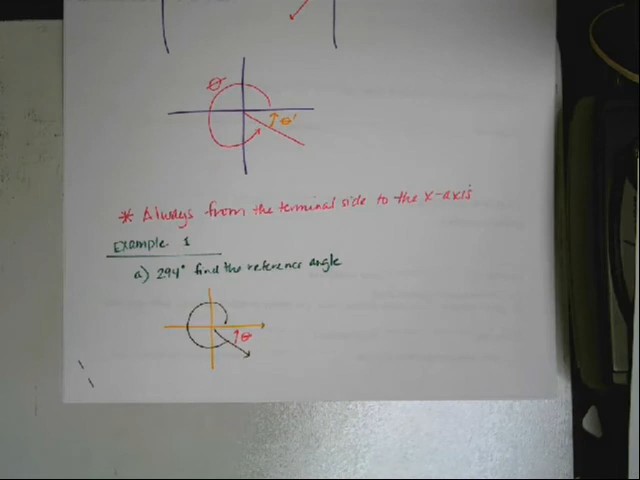 θ
θ'
* Always from the terminal side to the x-axis
Example 1
a) 294° find the reference angle
θ